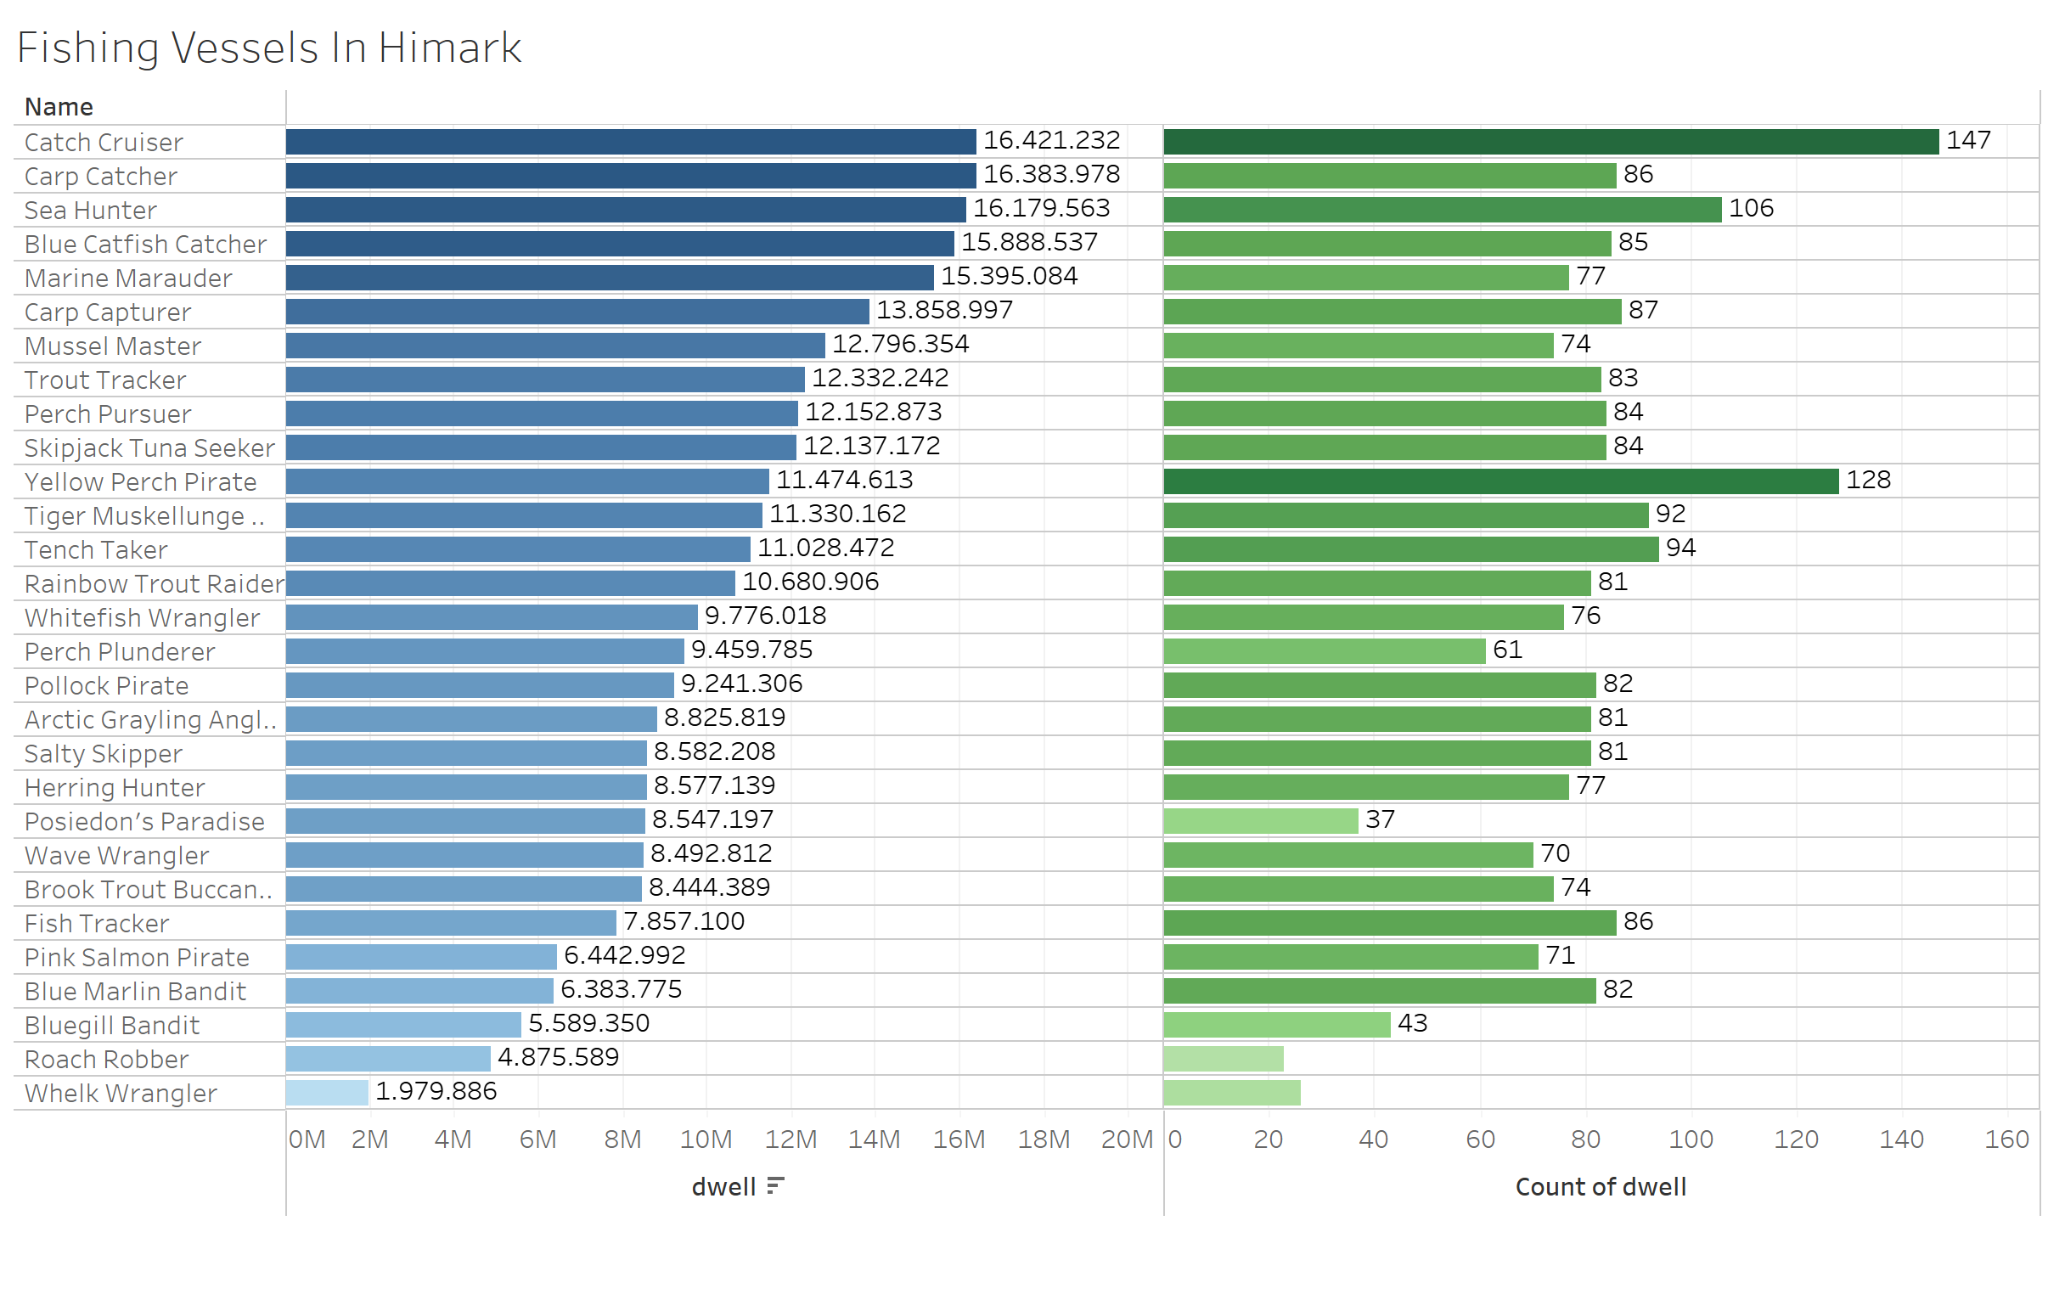 Fishing Vessels In Himark
Name
Catch Cruiser 16.421.232 147
Carp Catcher 16.383.978 86
Sea Hunter 16.179.563 106
Blue Catfish Catcher 15.888.537 85
Marine Marauder 15.395.084 77
Carp Capturer 13.858.997 87
Mussel Master 12.796.354 74
Trout Tracker 12.332.242 83
Perch Pursuer 12.152.873 84
Skipjack Tuna Seeker 12.137.172 84
Yellow Perch Pirate 11.474.613 128
Tiger Muskellunge .. 11.330.162 92
Tench Taker 11.028.472 94
Rainbow Trout Raider 10.680.906 81
Whitefish Wrangler 9.776.018 76
Perch Plunderer 9.459.785 61
Pollock Pirate 9.241.306 82
Arctic Grayling Angl.. 8.825.819 81
Salty Skipper 8.582.208 81
Herring Hunter 8.577.139 77
Posiedon's Paradise 8.547.197 37
Wave Wrangler 8.492.812 70
Brook Trout Buccan.. 8.444.389 74
Fish Tracker 7.857.100 86
Pink Salmon Pirate 6.442.992 71
Blue Marlin Bandit 6.383.775 82
Bluegill Bandit 5.589.350 43
Roach Robber 4.875.589
Whelk Wrangler 1.979.886
0M 2M 4M 6M 8M 10M 12M 14M 16M 18M 20M 0 20 40 60 80 100 120 140 160
dwell Count of dwell